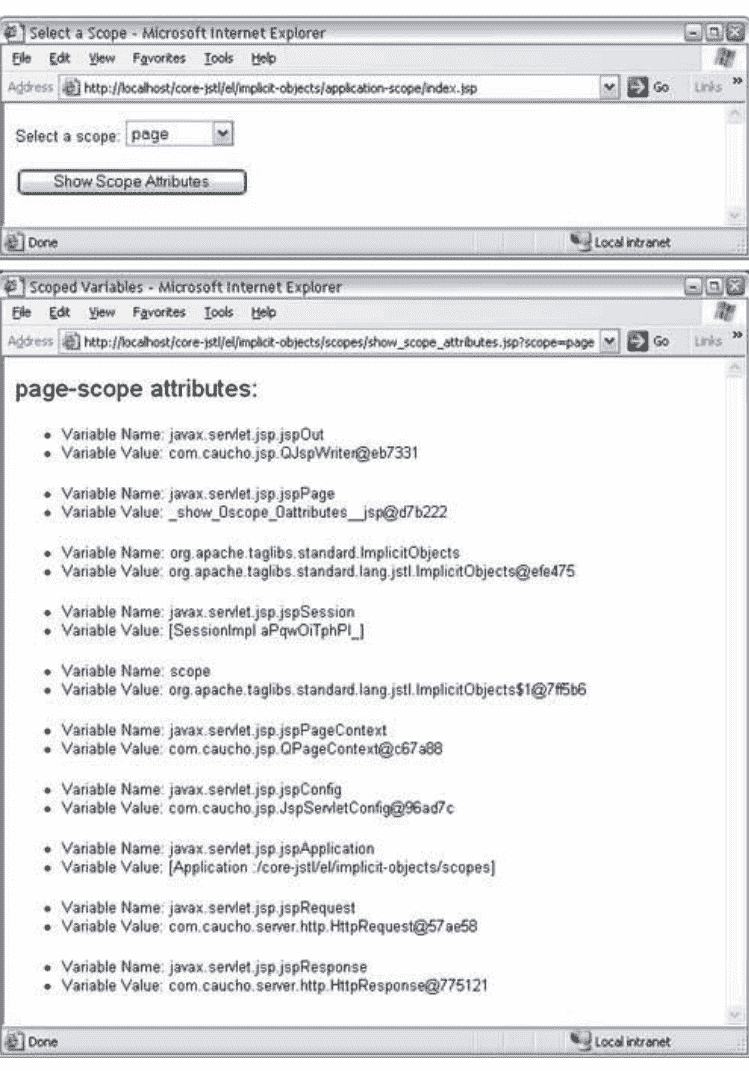 Select a Scope - Microsoft Internet Explorer
File Edit View Favorites Tools Help
Address http://localhost/core-jstl/el/implicit-objects/application-scope/index.jsp Go Links »
Select a scope: page
Show Scope Attributes
Done Local intranet
Scoped Variables - Microsoft Internet Explorer
File Edit View Favorites Tools Help
Address http://localhost/core-jstl/el/implicit-objects/scopes/show_scope_attributes.jsp?scope=page Go Links »
page-scope attributes:
• Variable Name: javax.servlet.jsp.jspOut
• Variable Value: com.caucho.jsp.QJspWriter@eb7331
• Variable Name: javax.servlet.jsp.jspPage
• Variable Value: _show_0scope_0attributes__jsp@d7b222
• Variable Name: org.apache.taglibs.standard.ImplicitObjects
• Variable Value: org.apache.taglibs.standard.lang.jstl.ImplicitObjects@efe475
• Variable Name: javax.servlet.jsp.jspSession
• Variable Value: [SessionImpl aPqwOiTphPI_]
• Variable Name: scope
• Variable Value: org.apache.taglibs.standard.lang.jstl.ImplicitObjects$1@7ff5b6
• Variable Name: javax.servlet.jsp.jspPageContext
• Variable Value: com.caucho.jsp.QPageContext@c67a88
• Variable Name: javax.servlet.jsp.jspConfig
• Variable Value: com.caucho.jsp.JspServletConfig@96ad7c
• Variable Name: javax.servlet.jsp.jspApplication
• Variable Value: [Application :/core-jstl/el/implicit-objects/scopes]
• Variable Name: javax.servlet.jsp.jspRequest
• Variable Value: com.caucho.server.http.HttpRequest@57ae58
• Variable Name: javax.servlet.jsp.jspResponse
• Variable Value: com.caucho.server.http.HttpResponse@775121
Done Local intranet